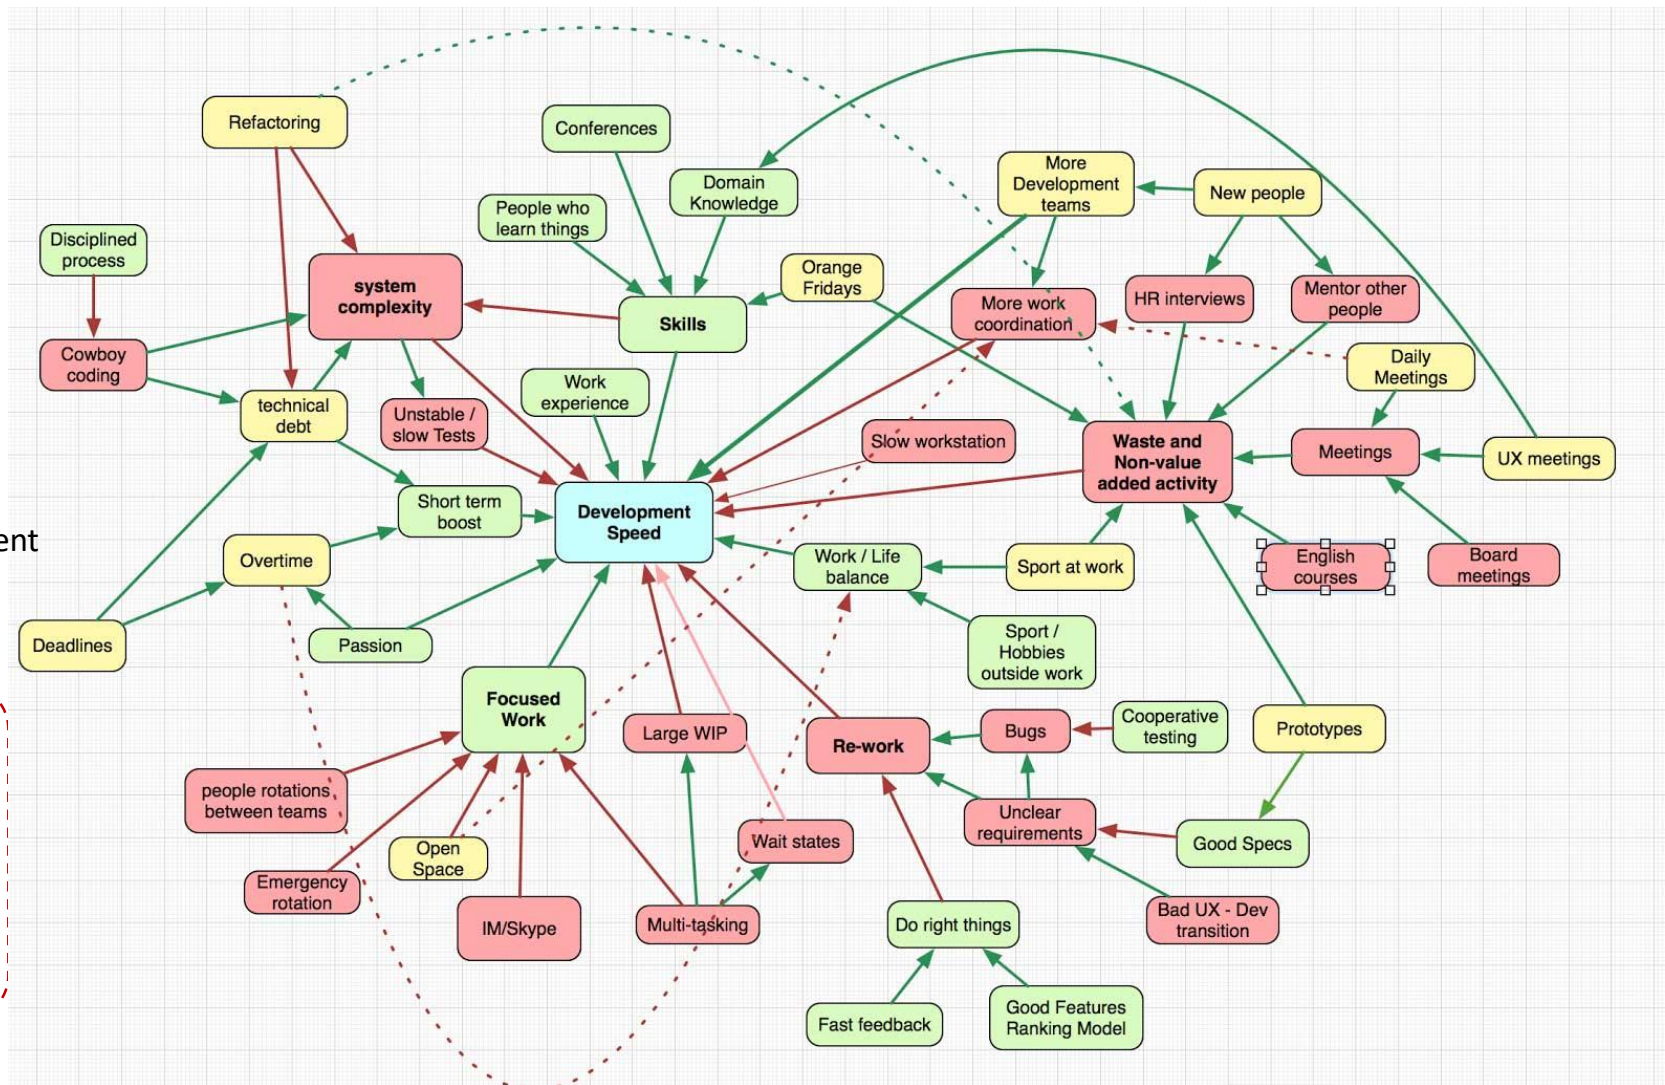 Refactoring
Conferences
Domain
Knowledge
More
Development
teams
New people
People who
learn things
Disciplined
process
system
complexity
Skills
Orange
Fridays
More work
coordination
HR interviews
Mentor other
people
Cowboy
coding
technical
debt
Unstable /
slow Tests
Work
experience
Slow workstation
Daily
Meetings
Waste and
Non-value
added activity
Meetings
UX meetings
Short term
boost
Development
Speed
ent
Overtime
Work / Life
balance
Sport at work
English
courses
Board
meetings
Deadlines
Passion
Sport /
Hobbies
outside work
Focused
Work
Large WIP
Re-work
Bugs
Cooperative
testing
Prototypes
people rotations
between teams
Open
Space
Wait states
Unclear
requirements
Good Specs
Emergency
rotation
IM/Skype
Multi-tasking
Do right things
Bad UX - Dev
transition
Fast feedback
Good Features
Ranking Model